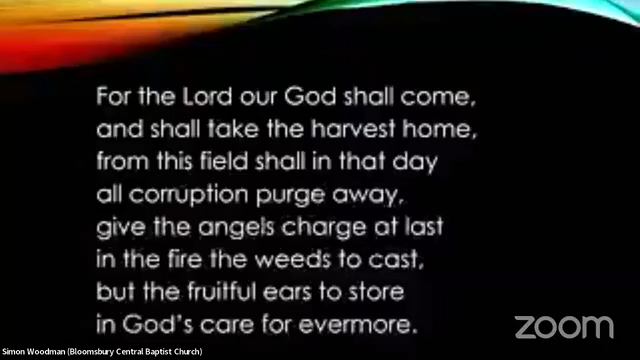 For the Lord our God shall come,
and shall take the harvest home,
from this field shall in that day
all corruption purge away,
give the angels charge at last
in the fire the weeds to cast,
but the fruitful ears to store
in God's care for evermore.
zoom
Simon Woodman (Bloomsbury Central Baptist Church)